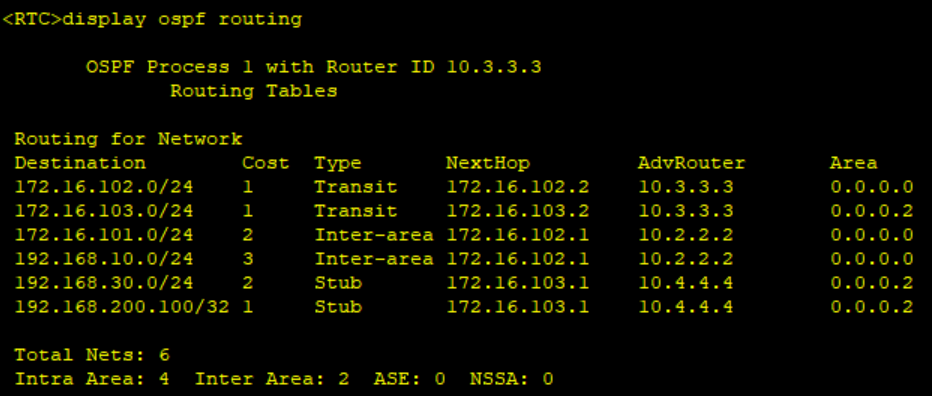 <RTC>display ospf routing
OSPF Process 1 with Router ID 10.3.3.3
Routing Tables
Routing for Network
Destination Cost Type NextHop AdvRouter Area
172.16.102.0/24 1 Transit 172.16.102.2 10.3.3.3 0.0.0.0
172.16.103.0/24 1 Transit 172.16.103.2 10.3.3.3 0.0.0.2
172.16.101.0/24 2 Inter-area 172.16.102.1 10.2.2.2 0.0.0.0
192.168.10.0/24 3 Inter-area 172.16.102.1 10.2.2.2 0.0.0.0
192.168.30.0/24 2 Stub 172.16.103.1 10.4.4.4 0.0.0.2
192.168.200.100/32 1 Stub 172.16.103.1 10.4.4.4 0.0.0.2
Total Nets: 6
Intra Area: 4 Inter Area: 2 ASE: 0 NSSA: 0